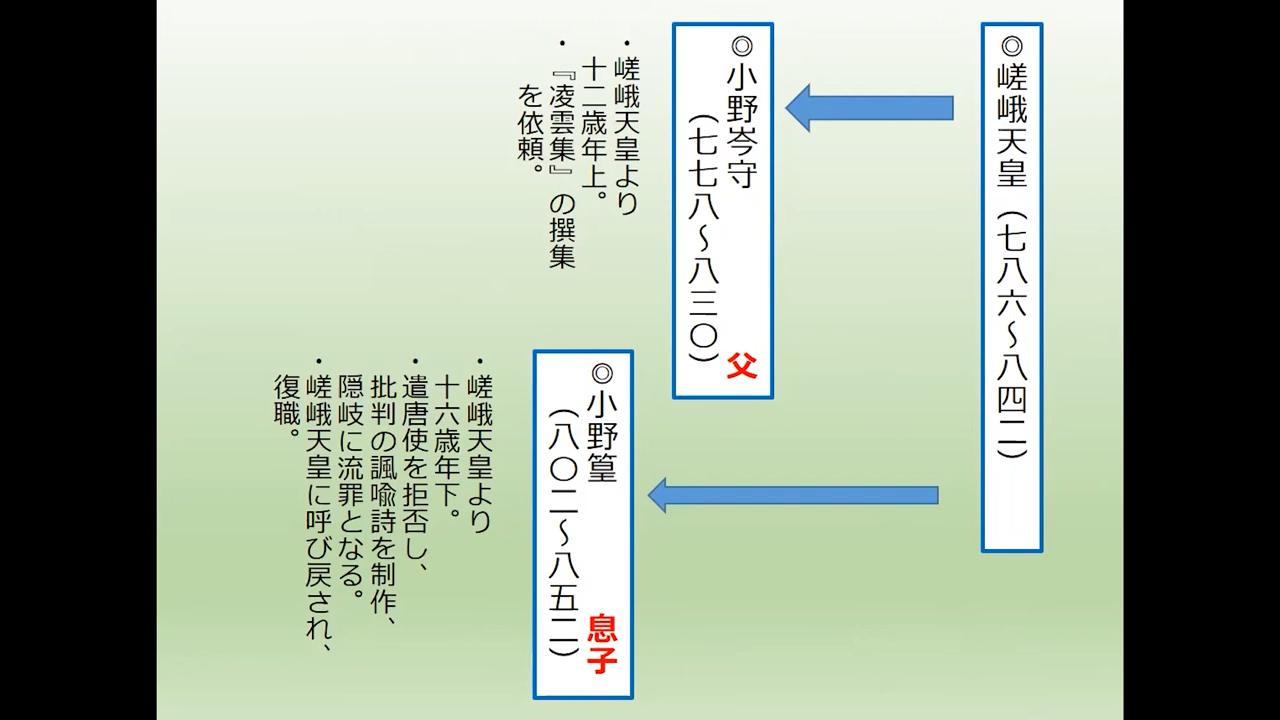 ◎嵯峨天皇（七八六～八四二）
◎小野岑守　父
（七七八～八三〇）
・嵯峨天皇より
十二歳年上。
・『凌雲集』の撰集
を依頼。
◎小野篁　息子
（八〇二～八五二）
・嵯峨天皇より
十六歳年下。
・遣唐使を拒否し、
批判の諷喩詩を制作、
隠岐に流罪となる。
・嵯峨天皇に呼び戻され、
復職。